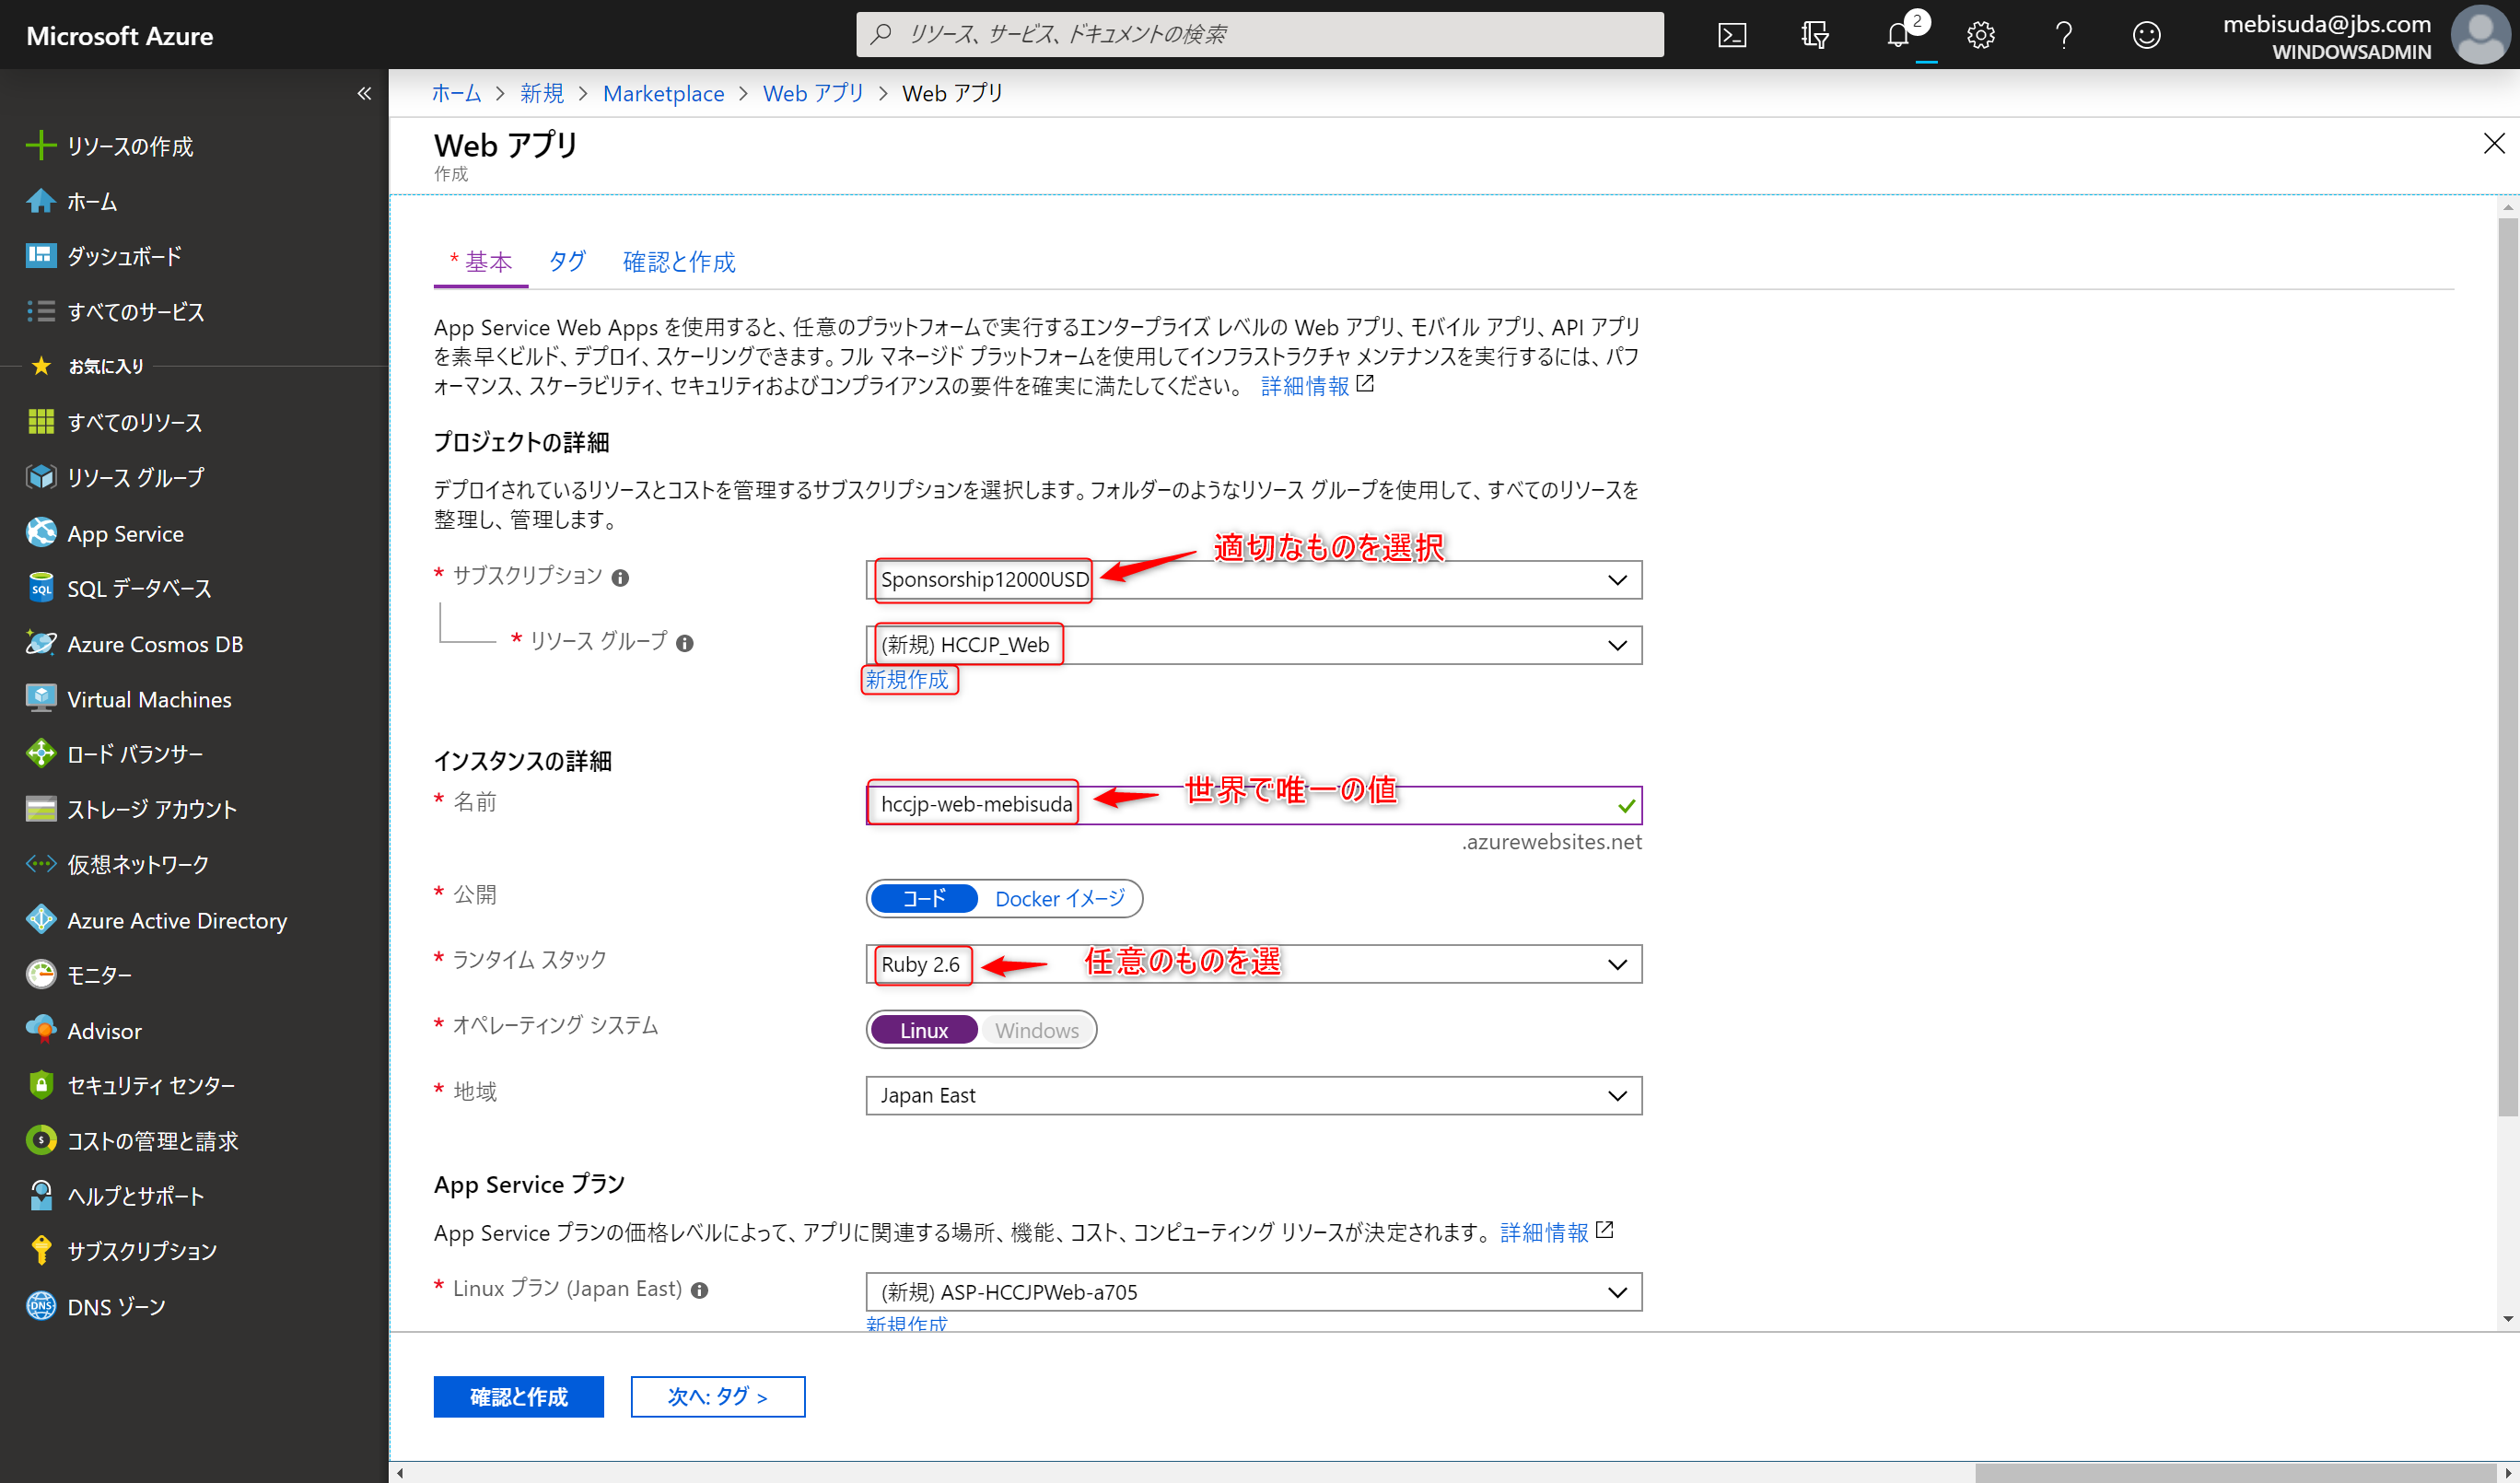 Microsoft Azure
リソース、サービス、ドキュメントの検索
2
mebisuda@jbs.com
WINDOWSADMIN
«
リソースの作成
ホーム
ダッシュボード
すべてのサービス
お気に入り
すべてのリソース
リソース グループ
App Service
SQL データベース
Azure Cosmos DB
Virtual Machines
ロード バランサー
ストレージ アカウント
仮想ネットワーク
Azure Active Directory
モニター
Advisor
セキュリティ センター
コストの管理と請求
ヘルプとサポート
サブスクリプション
DNS ゾーン
ホーム > 新規 > Marketplace > Web アプリ > Web アプリ
Web アプリ
作成
* 基本 タグ 確認と作成
App Service Web Apps を使用すると、任意のプラットフォームで実行するエンタープライズ レベルの Web アプリ、モバイル アプリ、API アプリ
を素早くビルド、デプロイ、スケーリングできます。フル マネージド プラットフォームを使用してインフラストラクチャ メンテナンスを実行するには、パフ
ォーマンス、スケーラビリティ、セキュリティおよびコンプライアンスの要件を確実に満たしてください。 詳細情報
プロジェクトの詳細
デプロイされているリソースとコストを管理するサブスクリプションを選択します。フォルダーのようなリソース グループを使用して、すべてのリソースを
整理し、管理します。
適切なものを選択
* サブスクリプション Sponsorship12000USD
* リソース グループ (新規) HCCJP_Web
新規作成
インスタンスの詳細
世界で唯一の値
* 名前 hccjp-web-mebisuda
.azurewebsites.net
* 公開 コード Docker イメージ
* ランタイム スタック Ruby 2.6 任意のものを選
* オペレーティング システム Linux Windows
* 地域 Japan East
App Service プラン
App Service プランの価格レベルによって、アプリに関連する場所、機能、コスト、コンピューティング リソースが決定されます。 詳細情報
* Linux プラン (Japan East) (新規) ASP-HCCJPWeb-a705
新規作成
確認と作成 次へ: タグ >